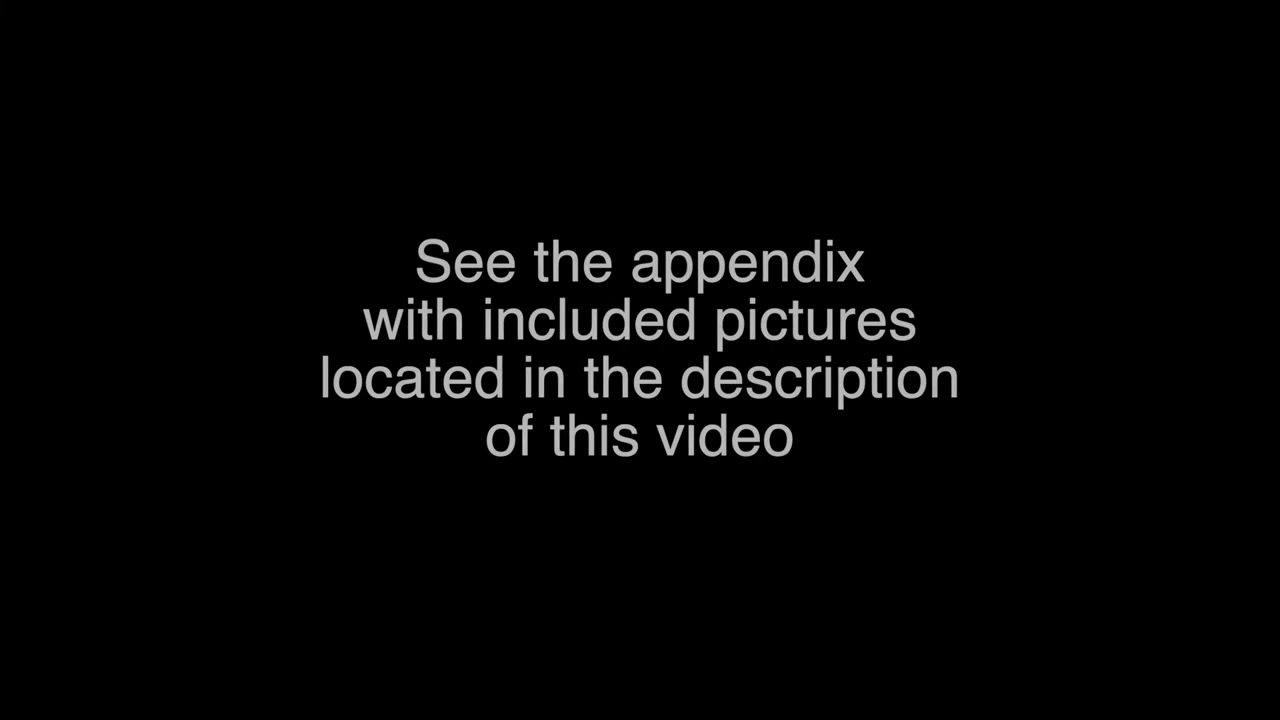 See the appendix
with included pictures
located in the description
of this video